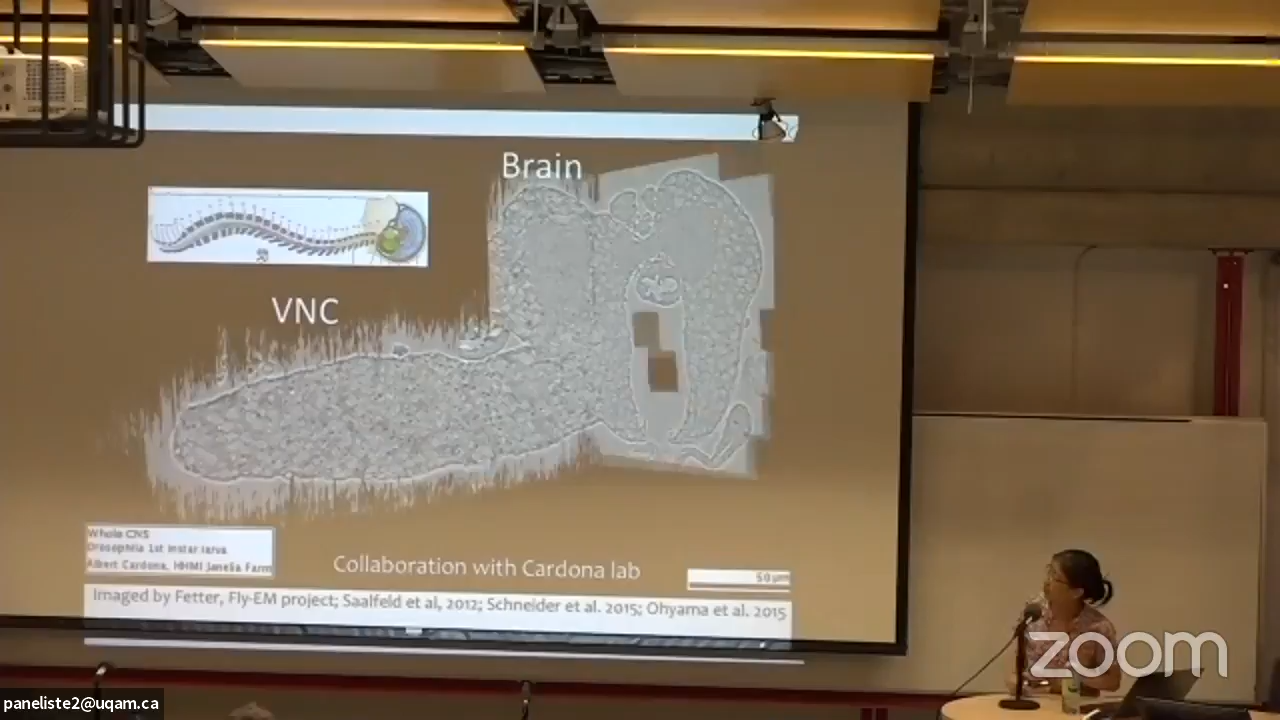 Brain
VNC
Whole CNS
Drosophila 1st instar larva
Albert Cardona, HHMI Janelia Farm
Collaboration with Cardona lab
50 µm
Imaged by Fetter, Fly-EM project; Saalfeld et al, 2012; Schneider et al. 2015; Ohyama et al. 2015
zoom
paneliste2@uqam.ca